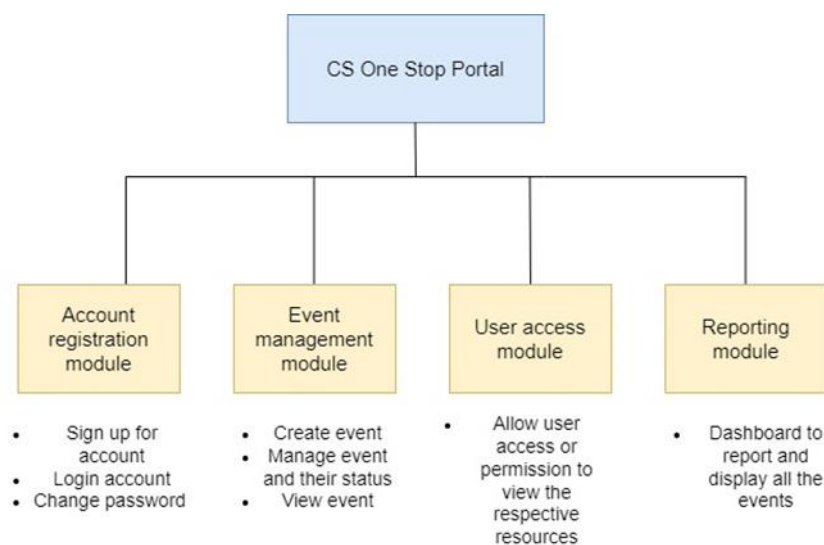 CS One Stop Portal
Account
registration
module
Event
management
module
User access
module
Reporting
module
Sign up for
account
Login account
Change password
Create event
Manage event
and their status
View event
Allow user
access or
permission to
view the
respective
resources
Dashboard to
report and
display all the
events